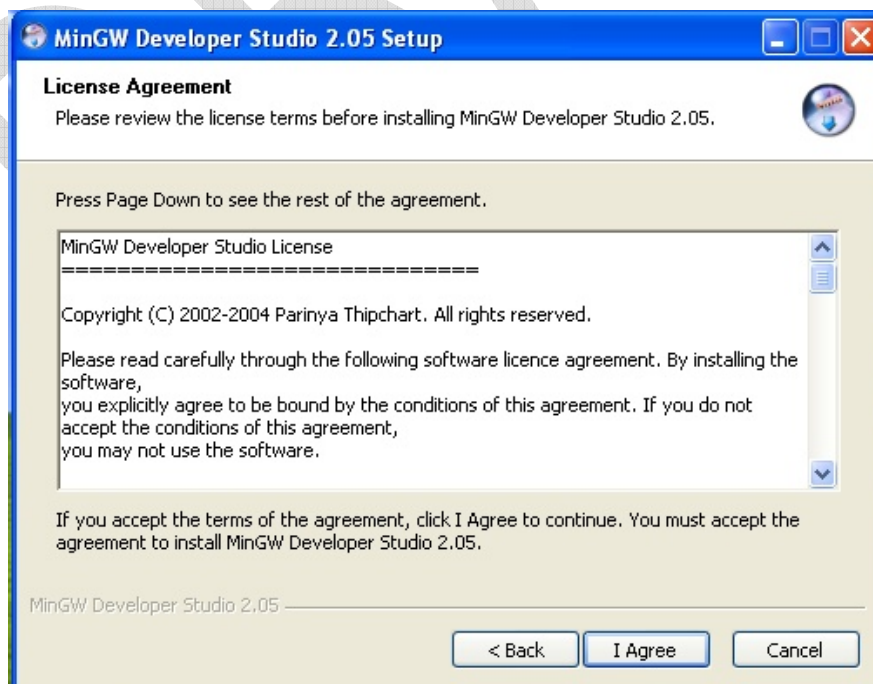 MinGW Developer Studio 2.05 Setup
License Agreement
Please review the license terms before installing MinGW Developer Studio 2.05.
Press Page Down to see the rest of the agreement.
MinGW Developer Studio License
==============================
Copyright (C) 2002-2004 Parinya Thipchart. All rights reserved.
Please read carefully through the following software licence agreement. By installing the
software,
you explicitly agree to be bound by the conditions of this agreement. If you do not
accept the conditions of this agreement,
you may not use the software.
If you accept the terms of the agreement, click I Agree to continue. You must accept the
agreement to install MinGW Developer Studio 2.05.
MinGW Developer Studio 2.05
< Back I Agree Cancel